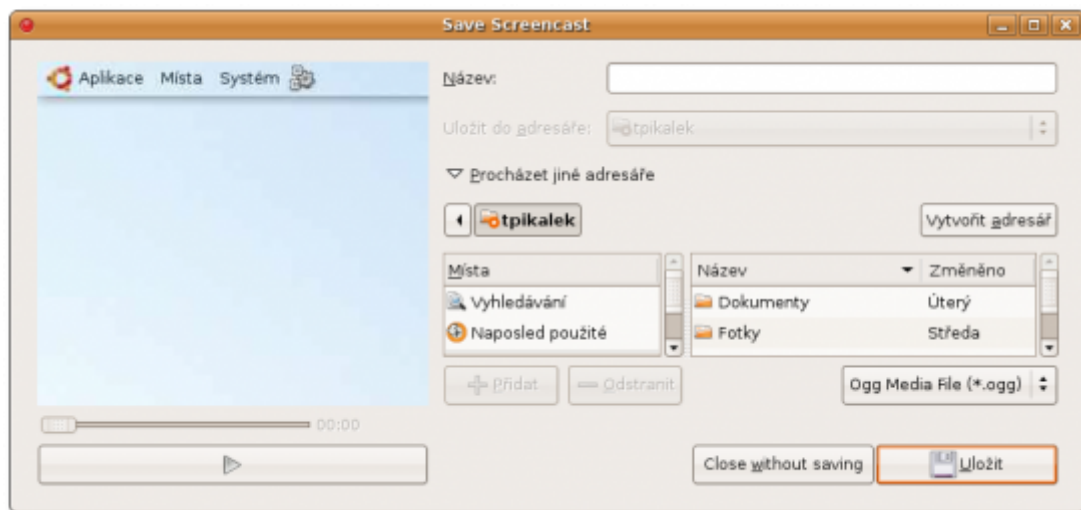 Save Screencast
Aplikace Místa Systém
Název:
Uložit do adresáře: tpikalek
Procházet jiné adresáře
tpikalek
Vytvořit adresář
Místa
Vyhledávání
Naposled použité
Název Změněno
Dokumenty Úterý
Fotky Středa
Přidat Odstranit
Ogg Media File (*.ogg)
00:00
Close without saving Uložit